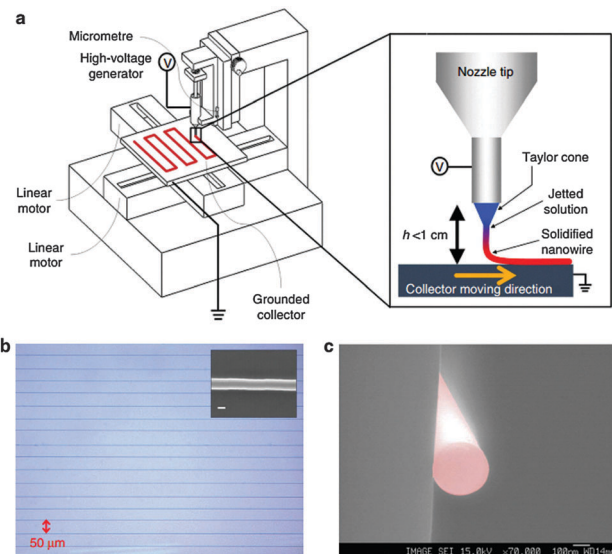 a
Micrometre
High-voltage
generator
V
Linear
motor
Linear
motor
Grounded
collector
Nozzle tip
V
Taylor cone
Jetted
solution
Solidified
nanowire
h<1 cm
Collector moving direction
b
50 μm
c
IMAGE SEI 15.0kV ×70,000 100nm WD14mm